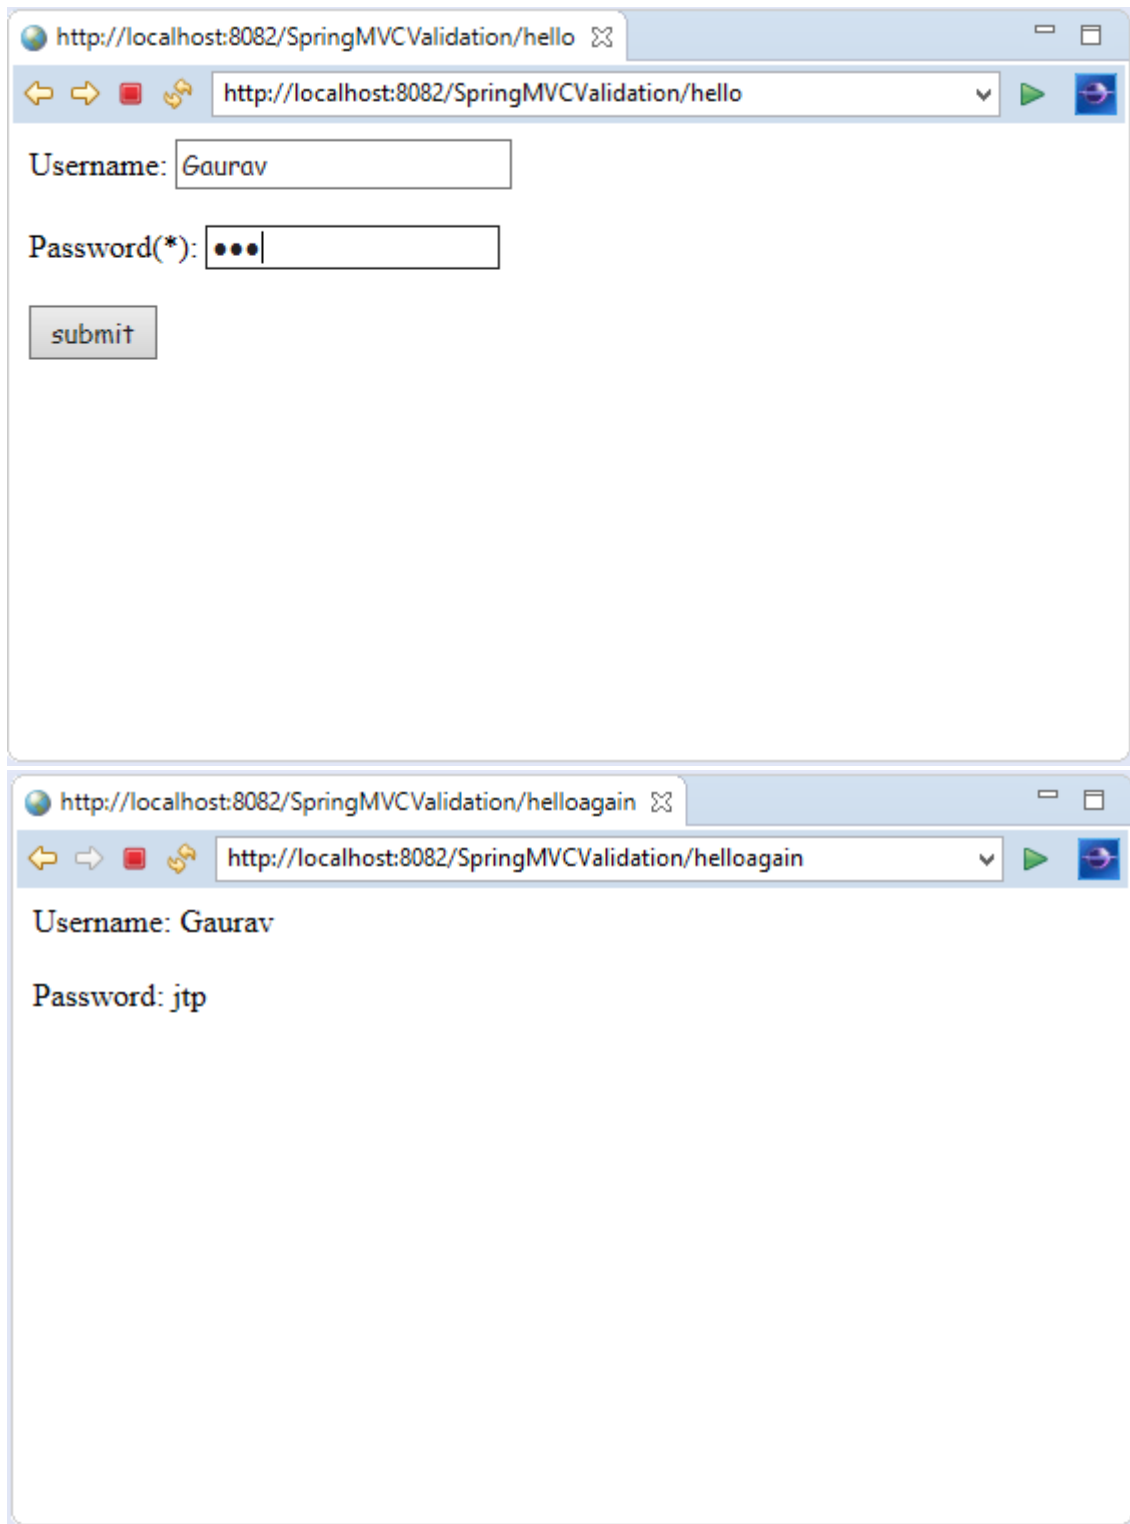 http://localhost:8082/SpringMVCValidation/hello
http://localhost:8082/SpringMVCValidation/hello
Username: Gaurav
Password(*): •••
submit
http://localhost:8082/SpringMVCValidation/helloagain
http://localhost:8082/SpringMVCValidation/helloagain
Username: Gaurav
Password: jtp